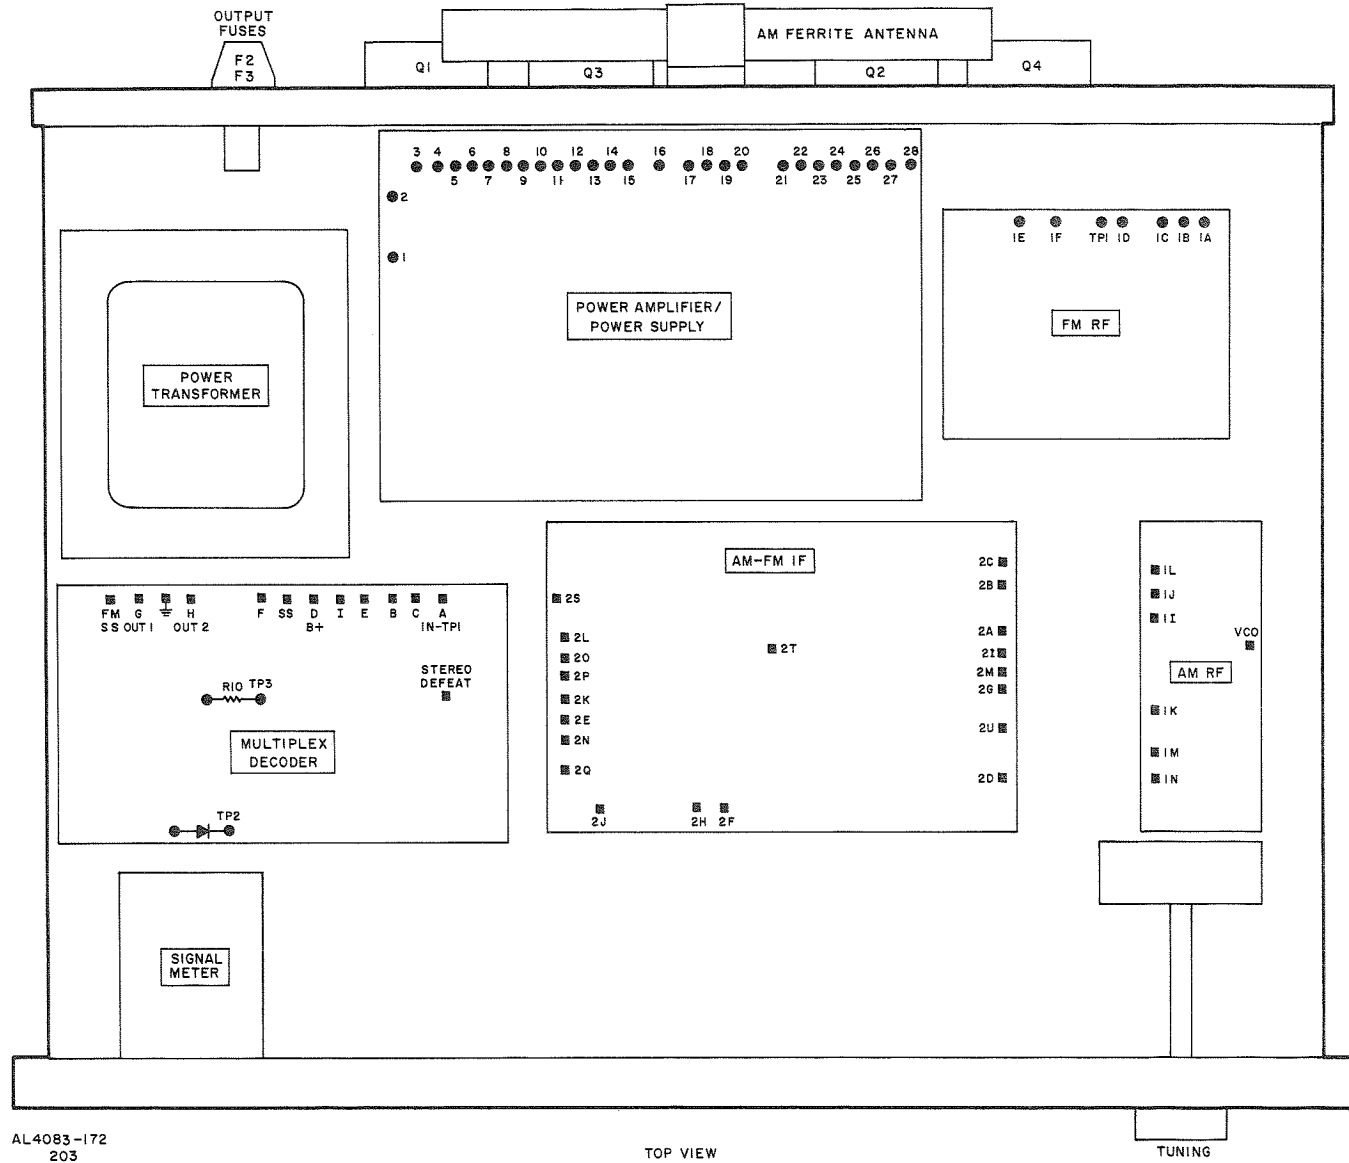 OUTPUT
FUSES
F2
F3
Q1
Q3
AM FERRITE ANTENNA
Q2
Q4
3 4 6 8 10 12 14 16 18 20 22 24 26 28
5 7 9 11 13 15 17 19 21 23 25 27
2
1
POWER AMPLIFIER/
POWER SUPPLY
1E 1F TP1 1D 1C 1B 1A
FM RF
POWER
TRANSFORMER
AM-FM IF
2C
2B
2S
2A
2L
2I
2O
2T
2M
2P
2G
2K
2E
2U
2N
2Q
2D
2J
2H 2F
1L
1J
1I
VCO
AM RF
1K
1M
1N
FM G H F SS D I E B C A
SS OUT 1 OUT 2 B+ IN-TP1
STEREO
DEFEAT
R10 TP3
MULTIPLEX
DECODER
TP2
SIGNAL
METER
AL4083-172
203
TOP VIEW
TUNING